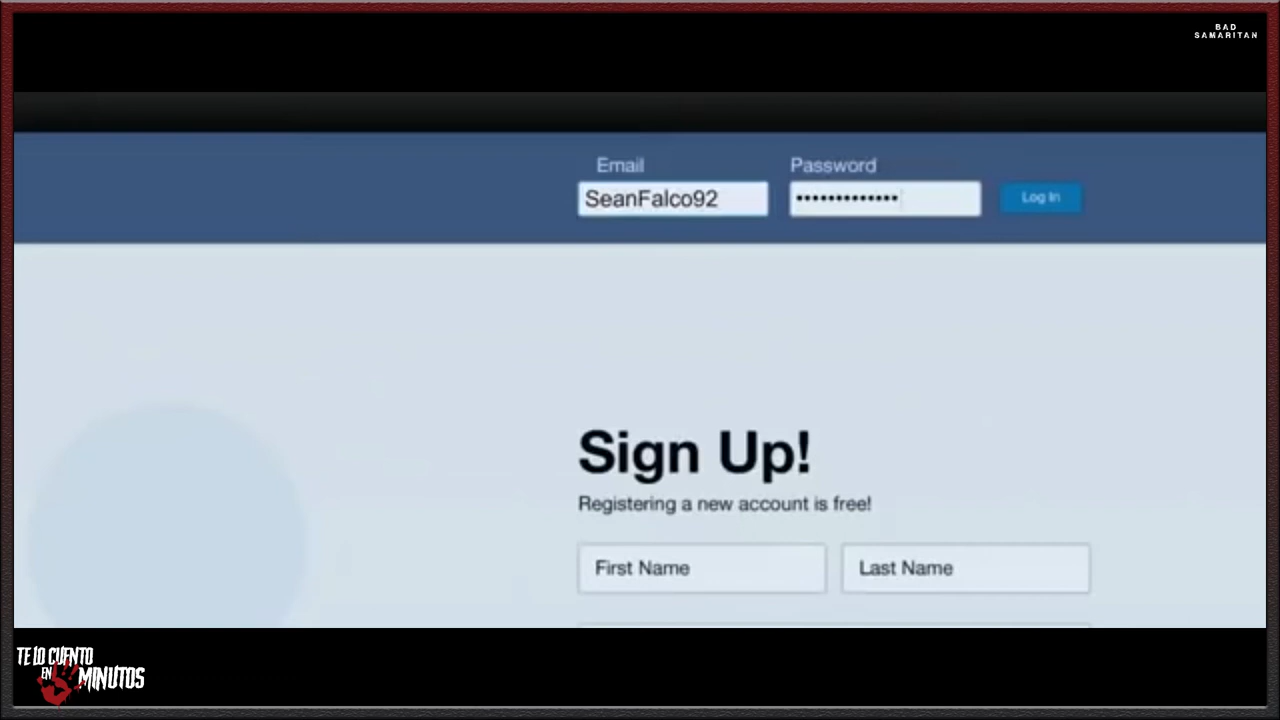 BAD
SAMARITAN
Email
Password
SeanFalco92
•••••••••••••
Log In
Sign Up!
Registering a new account is free!
First Name
Last Name
TE LO CUENTO
EN MINUTOS